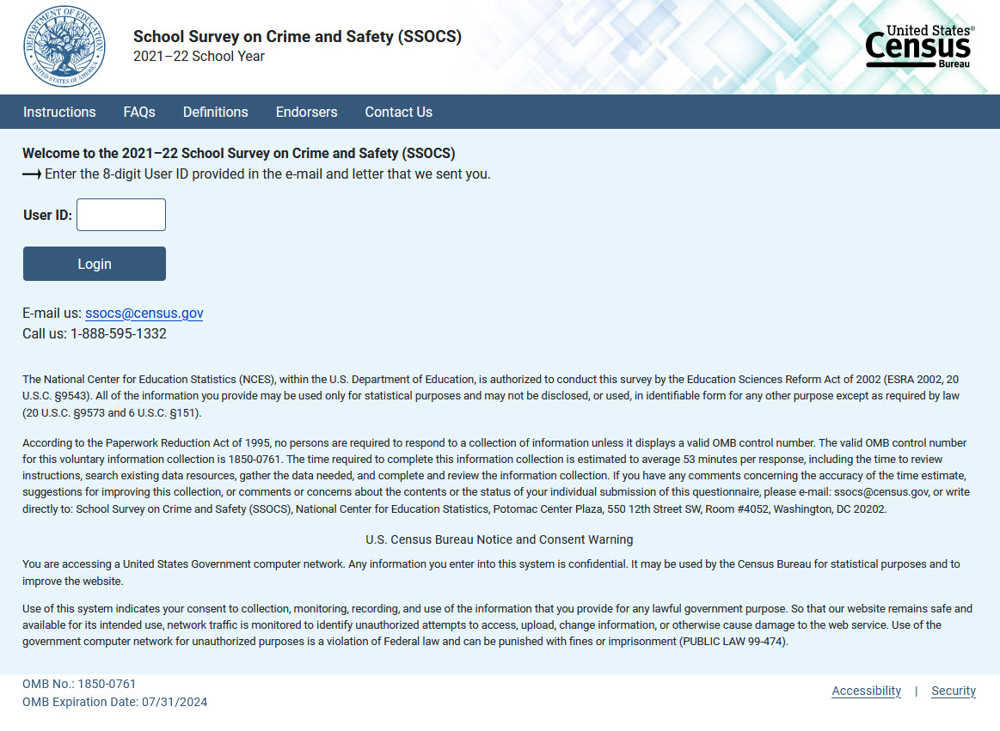 DEPARTMENT OF EDUCATION
UNITED STATES OF AMERICA
School Survey on Crime and Safety (SSOCS)
2021–22 School Year
United States®
Census
Bureau
Instructions FAQs Definitions Endorsers Contact Us
Welcome to the 2021–22 School Survey on Crime and Safety (SSOCS)
Enter the 8-digit User ID provided in the e-mail and letter that we sent you.
User ID:
Login
E-mail us: ssocs@census.gov
Call us: 1-888-595-1332
The National Center for Education Statistics (NCES), within the U.S. Department of Education, is authorized to conduct this survey by the Education Sciences Reform Act of 2002 (ESRA 2002, 20
U.S.C. §9543). All of the information you provide may be used only for statistical purposes and may not be disclosed, or used, in identifiable form for any other purpose except as required by law
(20 U.S.C. §9573 and 6 U.S.C. §151).
According to the Paperwork Reduction Act of 1995, no persons are required to respond to a collection of information unless it displays a valid OMB control number. The valid OMB control number
for this voluntary information collection is 1850-0761. The time required to complete this information collection is estimated to average 53 minutes per response, including the time to review
instructions, search existing data resources, gather the data needed, and complete and review the information collection. If you have any comments concerning the accuracy of the time estimate,
suggestions for improving this collection, or comments or concerns about the contents or the status of your individual submission of this questionnaire, please e-mail: ssocs@census.gov, or write
directly to: School Survey on Crime and Safety (SSOCS), National Center for Education Statistics, Potomac Center Plaza, 550 12th Street SW, Room #4052, Washington, DC 20202.
U.S. Census Bureau Notice and Consent Warning
You are accessing a United States Government computer network. Any information you enter into this system is confidential. It may be used by the Census Bureau for statistical purposes and to
improve the website.
Use of this system indicates your consent to collection, monitoring, recording, and use of the information that you provide for any lawful government purpose. So that our website remains safe and
available for its intended use, network traffic is monitored to identify unauthorized attempts to access, upload, change information, or otherwise cause damage to the web service. Use of the
government computer network for unauthorized purposes is a violation of Federal law and can be punished with fines or imprisonment (PUBLIC LAW 99-474).
OMB No.: 1850-0761
OMB Expiration Date: 07/31/2024
Accessibility | Security